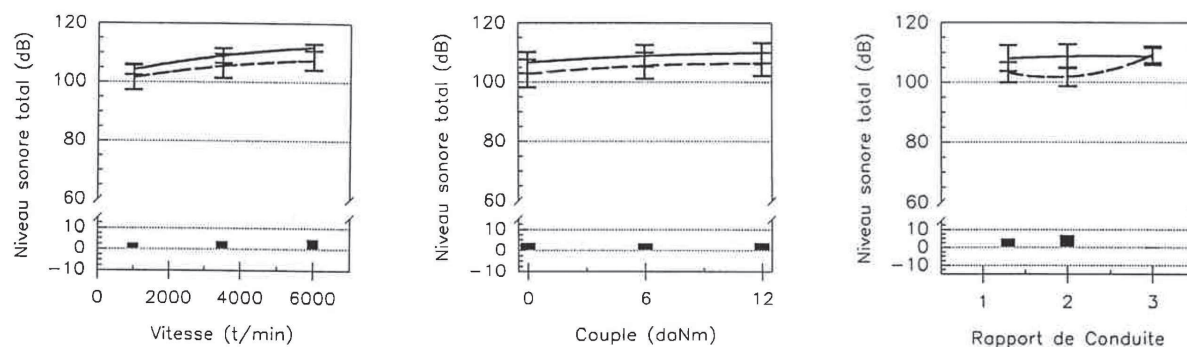 Niveau sonore total (dB)
120
100
80
60
10
0
−10
0 2000 4000 6000
Vitesse (t/min)
Niveau sonore total (dB)
120
100
80
60
10
0
−10
0 6 12
Couple (daNm)
Niveau sonore total (dB)
120
100
80
60
10
0
−10
1 2 3
Rapport de Conduite